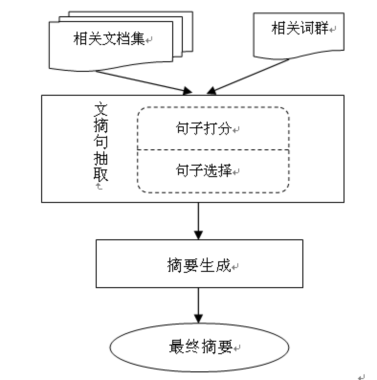 相关文档集
相关词群
文摘句抽取
句子打分
句子选择
摘要生成
最终摘要